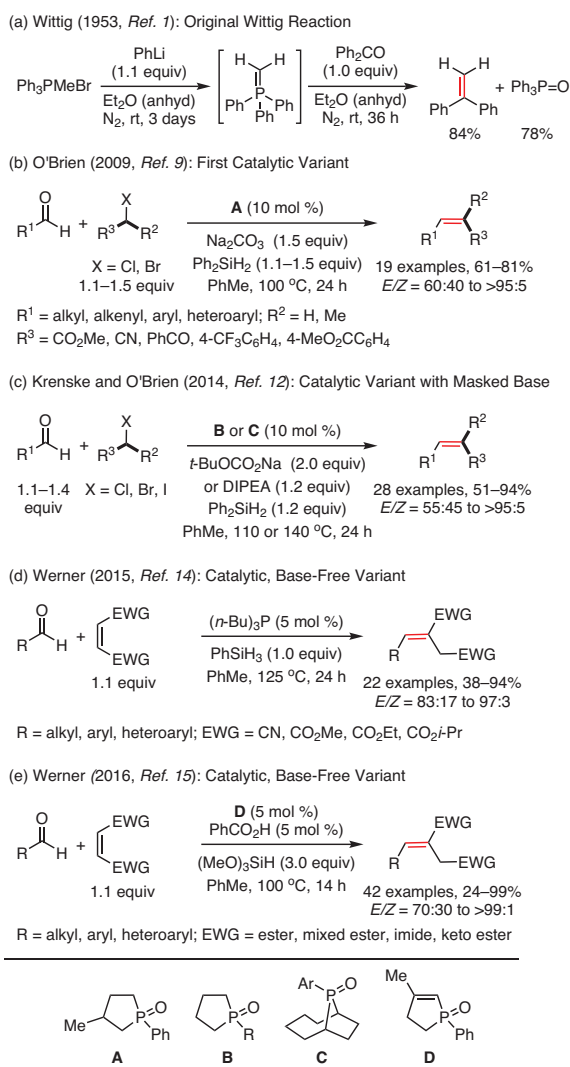 (a) Wittig (1953, Ref. 1): Original Wittig Reaction
Ph3PMeBr
PhLi
(1.1 equiv)
Et2O (anhyd)
N2, rt, 3 days
H H
P
Ph Ph
Ph
Ph2CO
(1.0 equiv)
Et2O (anhyd)
N2, rt, 36 h
H H
Ph Ph
+ Ph3P=O
84% 78%
(b) O'Brien (2009, Ref. 9): First Catalytic Variant
O
R1 H
+
X
R3 R2
X = Cl, Br
1.1–1.5 equiv
A (10 mol %)
Na2CO3 (1.5 equiv)
Ph2SiH2 (1.1–1.5 equiv)
PhMe, 100 °C, 24 h
R2
R1 R3
19 examples, 61–81%
E/Z = 60:40 to >95:5
R1 = alkyl, alkenyl, aryl, heteroaryl; R2 = H, Me
R3 = CO2Me, CN, PhCO, 4-CF3C6H4, 4-MeO2CC6H4
(c) Krenske and O'Brien (2014, Ref. 12): Catalytic Variant with Masked Base
O
R1 H
+
X
R3 R2
1.1–1.4
equiv
X = Cl, Br, I
B or C (10 mol %)
t-BuOCO2Na (2.0 equiv)
or DIPEA (1.2 equiv)
Ph2SiH2 (1.2 equiv)
PhMe, 110 or 140 °C, 24 h
R2
R1 R3
28 examples, 51–94%
E/Z = 55:45 to >95:5
(d) Werner (2015, Ref. 14): Catalytic, Base-Free Variant
O
R H
+
EWG
EWG
1.1 equiv
(n-Bu)3P (5 mol %)
PhSiH3 (1.0 equiv)
PhMe, 125 °C, 24 h
EWG
R
EWG
22 examples, 38–94%
E/Z = 83:17 to 97:3
R = alkyl, aryl, heteroaryl; EWG = CN, CO2Me, CO2Et, CO2i-Pr
(e) Werner (2016, Ref. 15): Catalytic, Base-Free Variant
O
R H
+
EWG
EWG
1.1 equiv
D (5 mol %)
PhCO2H (5 mol %)
(MeO)3SiH (3.0 equiv)
PhMe, 100 °C, 14 h
EWG
R
EWG
42 examples, 24–99%
E/Z = 70:30 to >99:1
R = alkyl, aryl, heteroaryl; EWG = ester, mixed ester, imide, keto ester
Me
P
O
Ph
A
P
O
R
B
Ar
P
O
C
Me
P
O
Ph
D